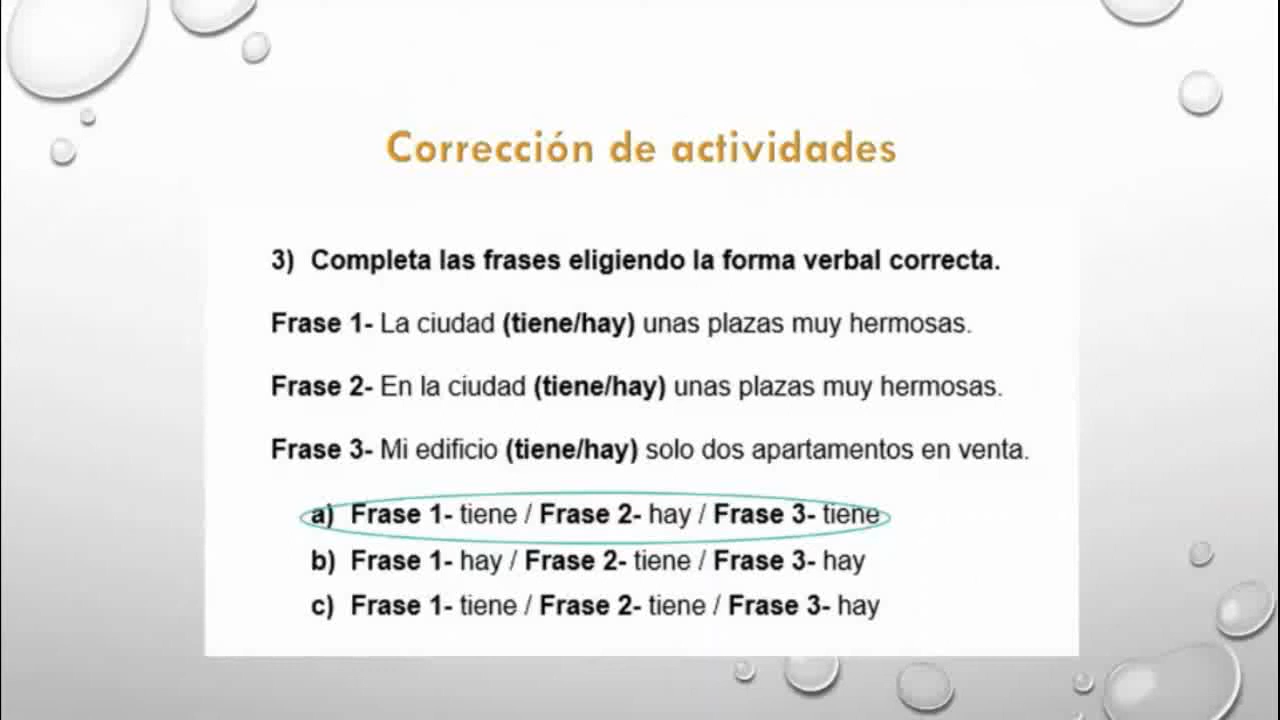 Corrección de actividades
3) Completa las frases eligiendo la forma verbal correcta.
Frase 1- La ciudad (tiene/hay) unas plazas muy hermosas.
Frase 2- En la ciudad (tiene/hay) unas plazas muy hermosas.
Frase 3- Mi edificio (tiene/hay) solo dos apartamentos en venta.
a) Frase 1- tiene / Frase 2- hay / Frase 3- tiene
b) Frase 1- hay / Frase 2- tiene / Frase 3- hay
c) Frase 1- tiene / Frase 2- tiene / Frase 3- hay